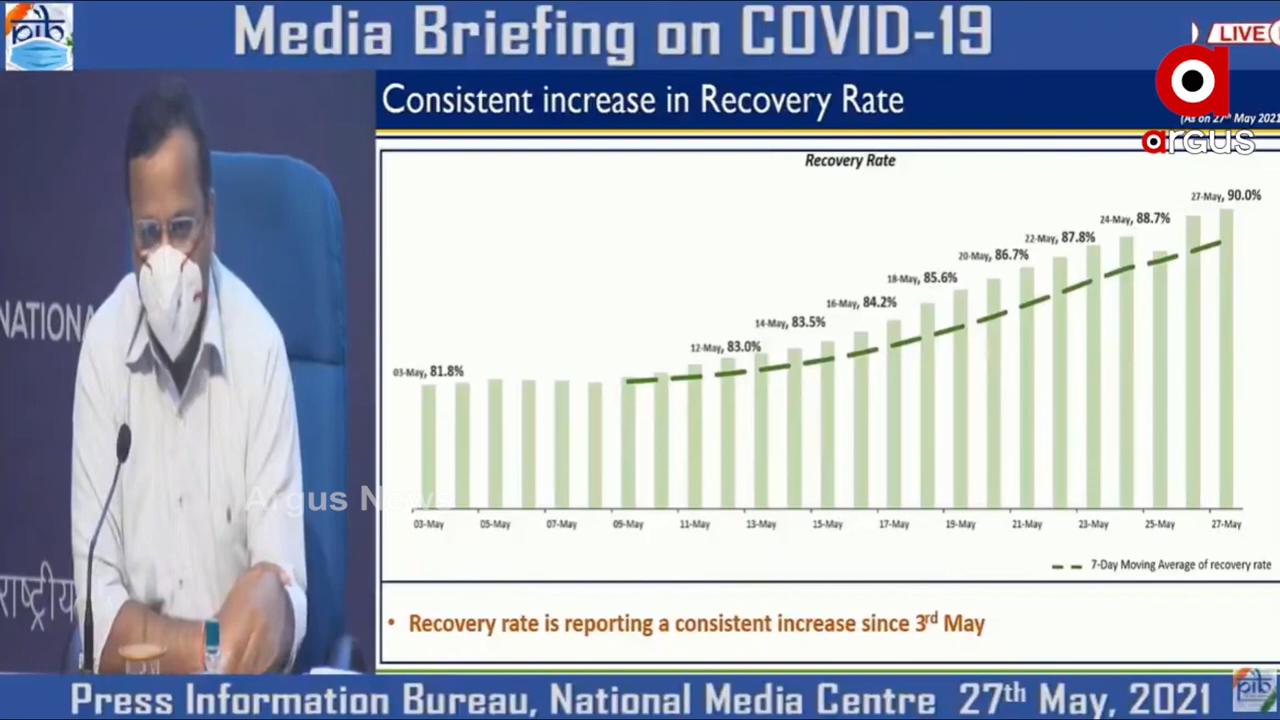 pib
Media Briefing on COVID-19
LIVE
Consistent increase in Recovery Rate
(As on 27th May 2021
argus
Recovery Rate
27-May, 90.0%
24-May, 88.7%
22-May, 87.8%
20-May, 86.7%
18-May, 85.6%
16-May, 84.2%
14-May, 83.5%
12-May, 83.0%
03-May, 81.8%
NATIONA
Argus News
03-May 05-May 07-May 09-May 11-May 13-May 15-May 17-May 19-May 21-May 23-May 25-May 27-May
7-Day Moving Average of recovery rate
राष्ट्रीय
• Recovery rate is reporting a consistent increase since 3rd May
Press Information Bureau, National Media Centre 27th May, 2021
pib